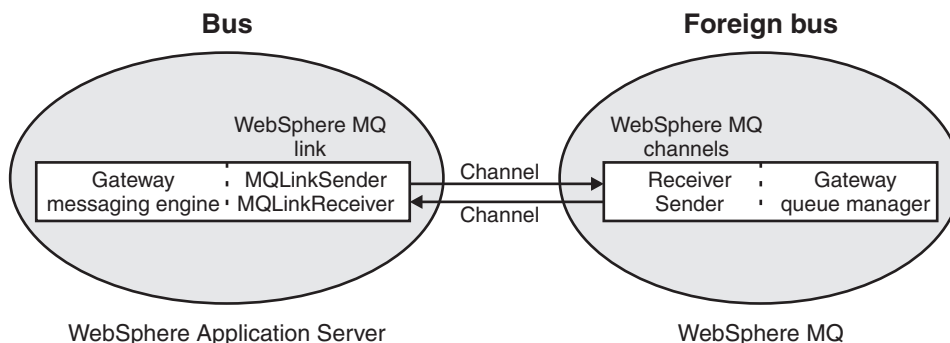 Bus
Foreign bus
WebSphere MQ
link
WebSphere MQ
channels
Gateway
messaging engine
MQLinkSender
MQLinkReceiver
Channel
Channel
Receiver
Sender
Gateway
queue manager
WebSphere Application Server
WebSphere MQ